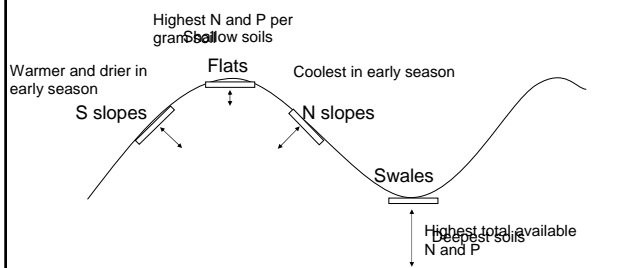 Highest N and P per
gram soil
Shallow soils
Flats
Warmer and drier in
early season
Coolest in early season
S slopes
N slopes
Swales
Highest total available
Deepest soils
N and P